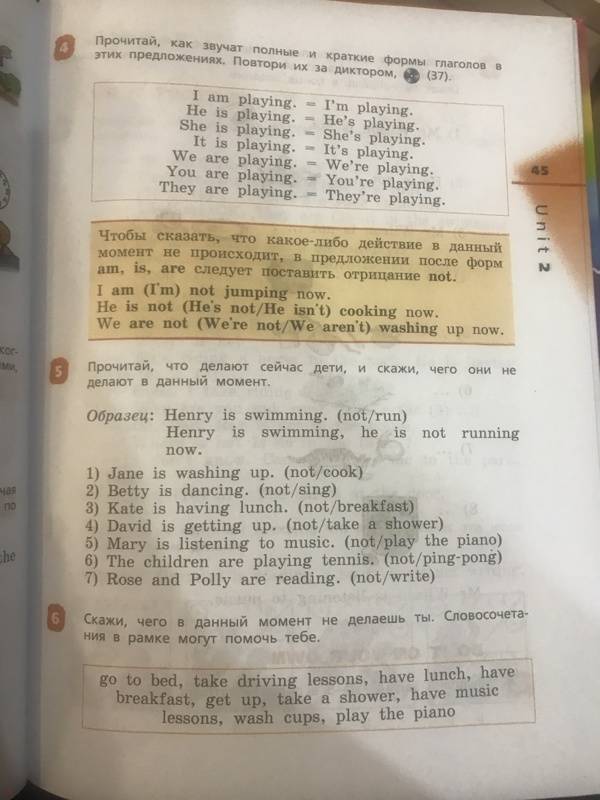 4 Прочитай, как звучат полные и краткие формы глаголов в
этих предложениях. Повтори их за диктором, (37).
I am playing. = I'm playing.
He is playing. = He's playing.
She is playing. = She's playing.
It is playing. = It's playing.
We are playing. = We're playing.
You are playing. = You're playing.
They are playing. = They're playing.
45
Unit 2
Чтобы сказать, что какое-либо действие в данный
момент не происходит, в предложении после форм
am, is, are следует поставить отрицание not.
I am (I'm) not jumping now.
He is not (He's not/He isn't) cooking now.
We are not (We're not/We aren't) washing up now.
5 Прочитай, что делают сейчас дети, и скажи, чего они не
делают в данный момент.
Образец: Henry is swimming. (not/run)
Henry is swimming, he is not running
now.
1) Jane is washing up. (not/cook)
2) Betty is dancing. (not/sing)
3) Kate is having lunch. (not/breakfast)
4) David is getting up. (not/take a shower)
5) Mary is listening to music. (not/play the piano)
6) The children are playing tennis. (not/ping-pong)
7) Rose and Polly are reading. (not/write)
6 Скажи, чего в данный момент не делаешь ты. Словосочета-
ния в рамке могут помочь тебе.
go to bed, take driving lessons, have lunch, have
breakfast, get up, take a shower, have music
lessons, wash cups, play the piano